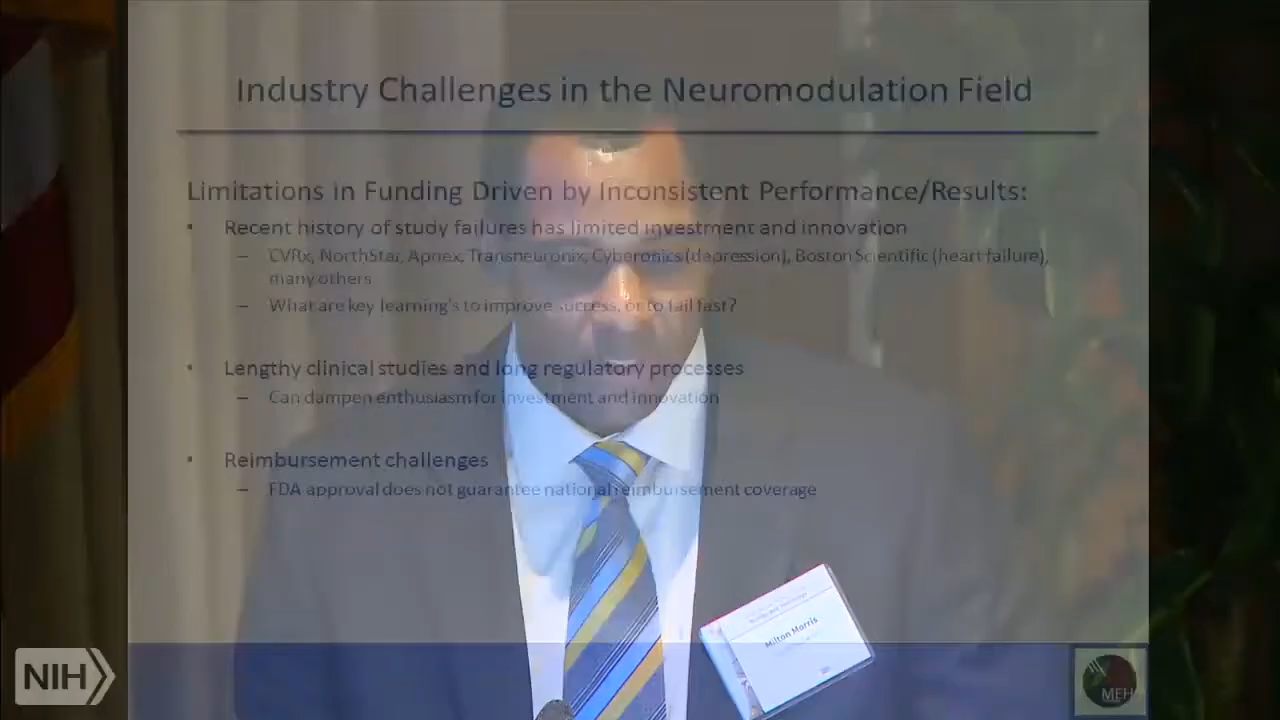 Industry Challenges in the Neuromodulation Field
Limitations in Funding Driven by Inconsistent Performance/Results:
▪ Recent history of study failures has limited investment and innovation
– CVRx, NorthStar, Apnex, Transneuronix, Cyberonics (depression), Boston Scientific (heart failure),
many others
– What are key learning's to improve success, or to fail fast?
▪ Lengthy clinical studies and long regulatory processes
– Can dampen enthusiasm for investment and innovation
▪ Reimbursement challenges
– FDA approval does not guarantee national reimbursement coverage
Milton Morris
NIH
MEH